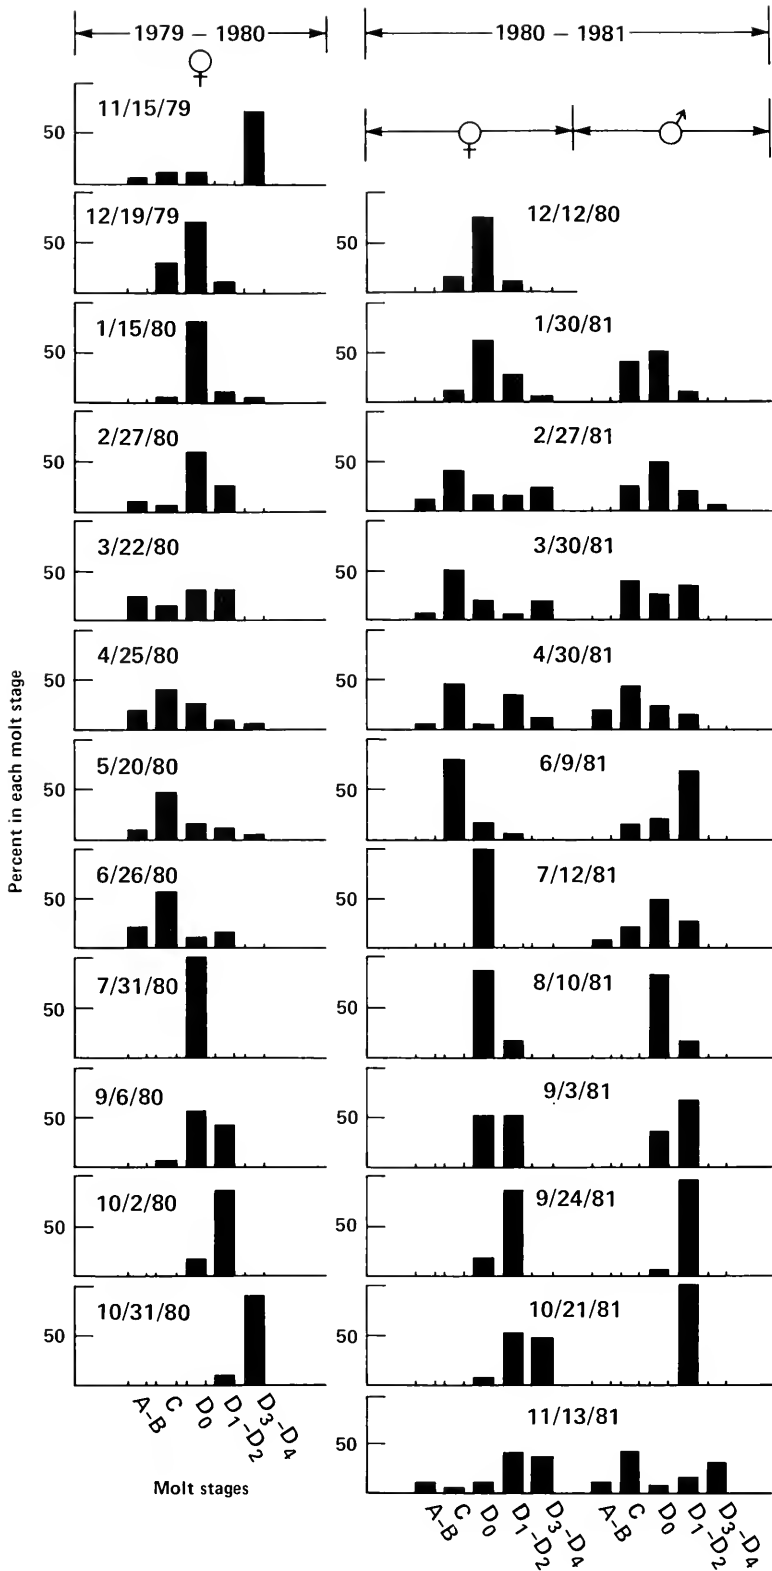 1979 – 1980
♀
1980 – 1981
♀ ♂
Percent in each molt stage
11/15/79
50
12/19/79
50
1/15/80
50
2/27/80
50
3/22/80
50
4/25/80
50
5/20/80
50
6/26/80
50
7/31/80
50
9/6/80
50
10/2/80
50
10/31/80
50
A–B
C
D0
D1–D2
D3–D4
Molt stages
12/12/80
50
1/30/81
50
2/27/81
50
3/30/81
50
4/30/81
50
6/9/81
50
7/12/81
50
8/10/81
50
9/3/81
50
9/24/81
50
10/21/81
50
11/13/81
50
A–B
C
D0
D1–D2
D3–D4
A–B
C
D0
D1–D2
D3–D4